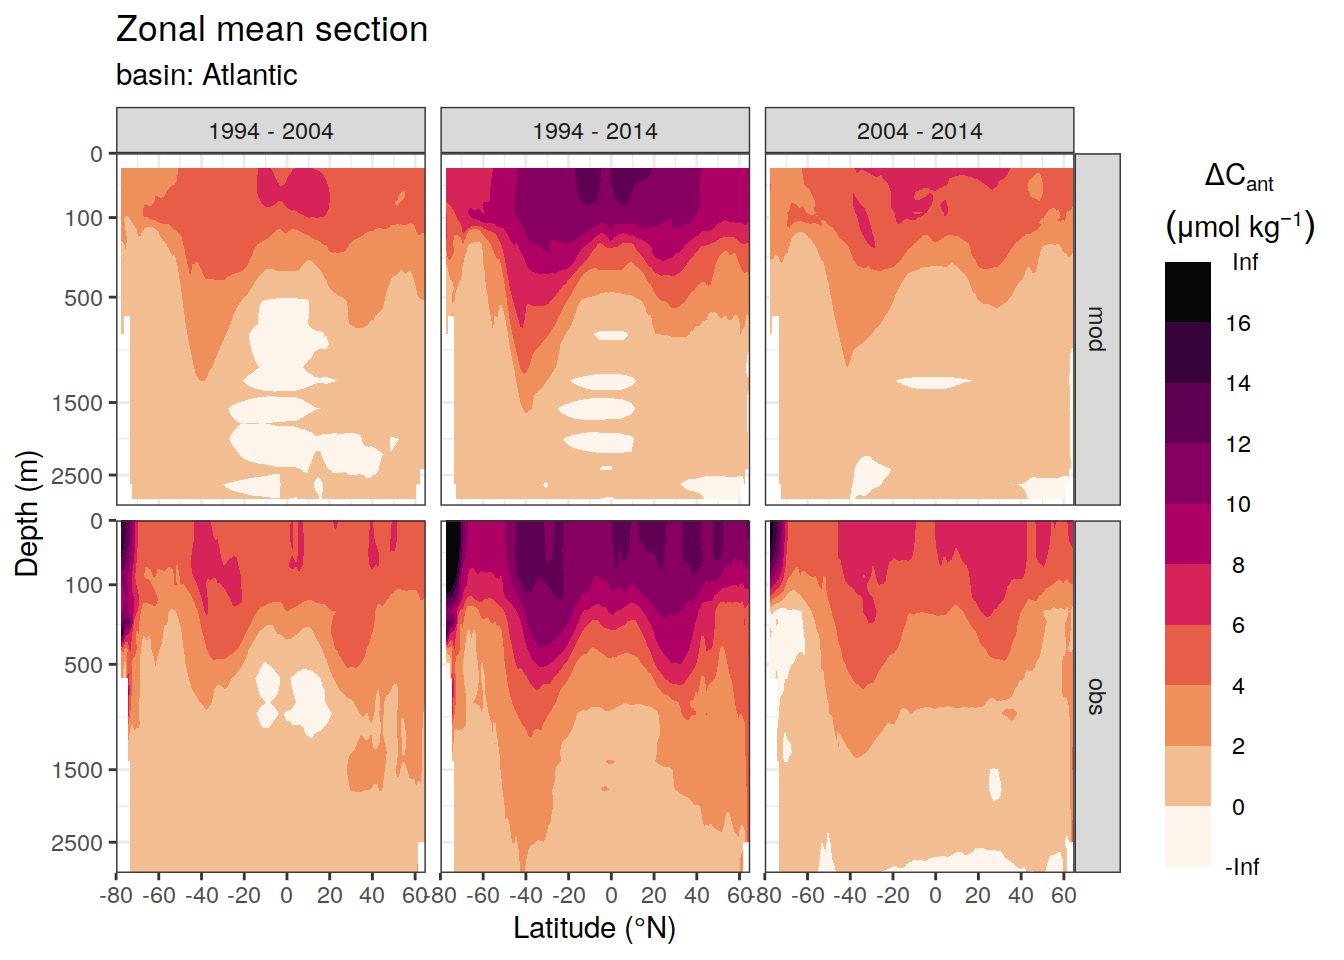 Zonal mean section
basin: Atlantic
1994 - 2004
1994 - 2014
2004 - 2014
0
100
500
1500
2500
mod
0
100
500
1500
2500
obs
Depth (m)
-80 -60 -40 -20 0 20 40 60
-80 -60 -40 -20 0 20 40 60
-80 -60 -40 -20 0 20 40 60
Latitude (°N)
ΔCant
(μmol kg⁻¹)
Inf
16
14
12
10
8
6
4
2
0
-Inf